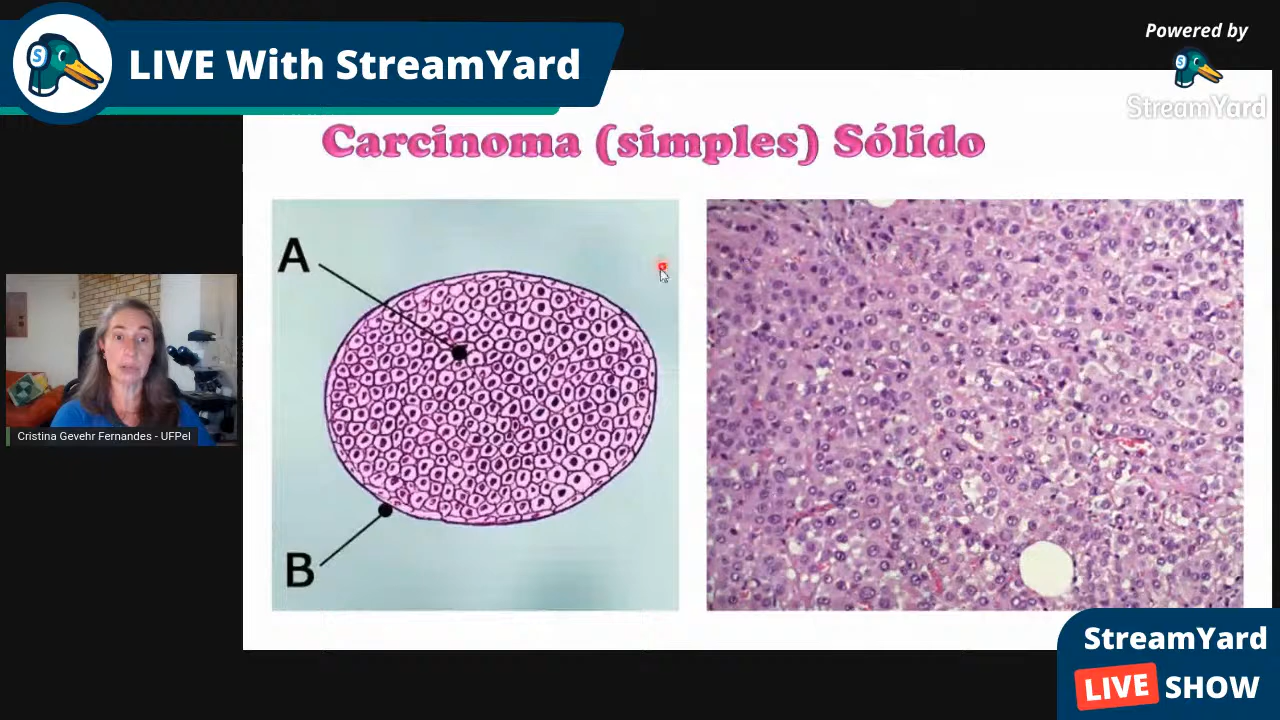 LIVE With StreamYard
Powered by
StreamYard
Carcinoma (simples) Sólido
A
B
Cristina Gevehr Fernandes - UFPel
StreamYard
LIVE SHOW